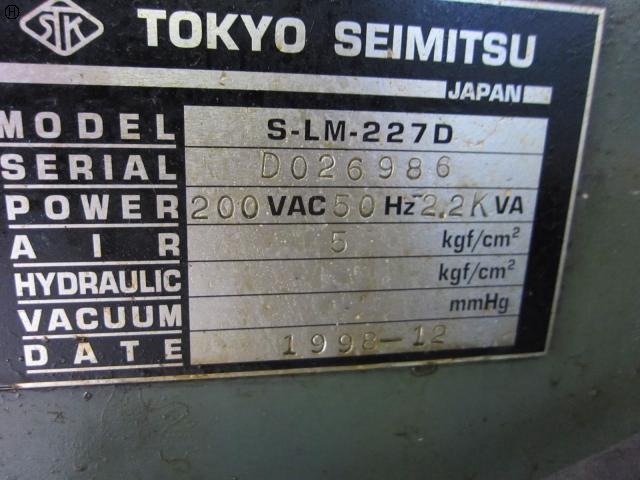 H
STK TOKYO SEIMITSU
JAPAN
MODEL S-LM-227D
SERIAL D026986
POWER 200 VAC 50 Hz 2.2K VA
AIR 5 kgf/cm²
HYDRAULIC kgf/cm²
VACUUM mmHg
DATE 1998-12